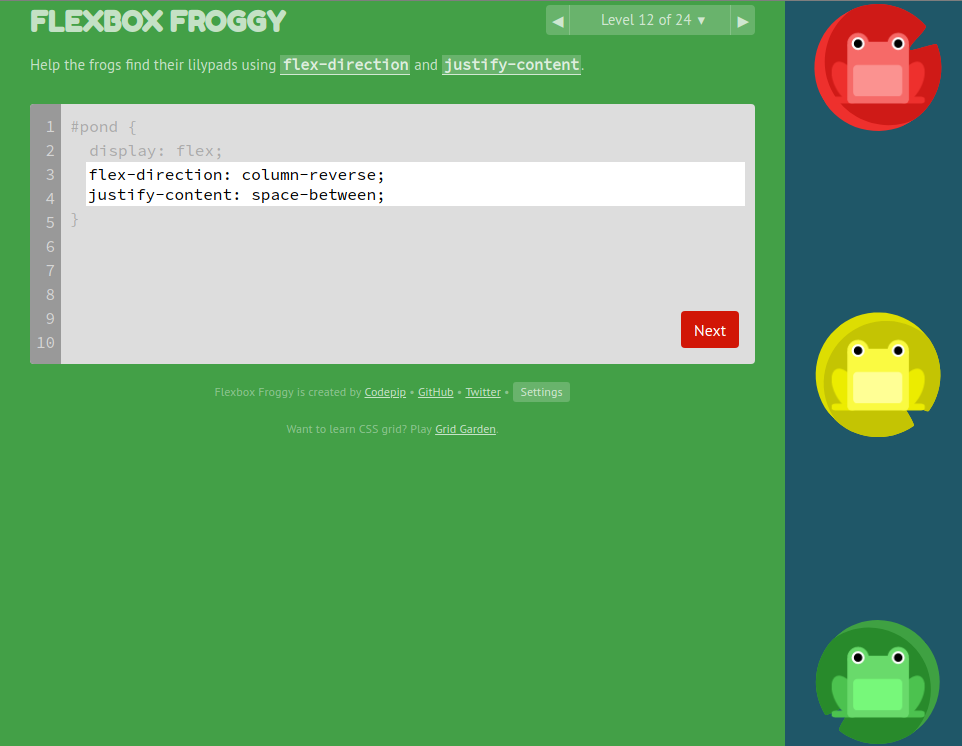 FLEXBOX FROGGY
◀ Level 12 of 24 ▼ ▶
Help the frogs find their lilypads using flex-direction and justify-content.
1 #pond {
2 display: flex;
3 flex-direction: column-reverse;
4 justify-content: space-between;
5 }
6
7
8
9
10
Next
Flexbox Froggy is created by Codepip • GitHub • Twitter • Settings
Want to learn CSS grid? Play Grid Garden.